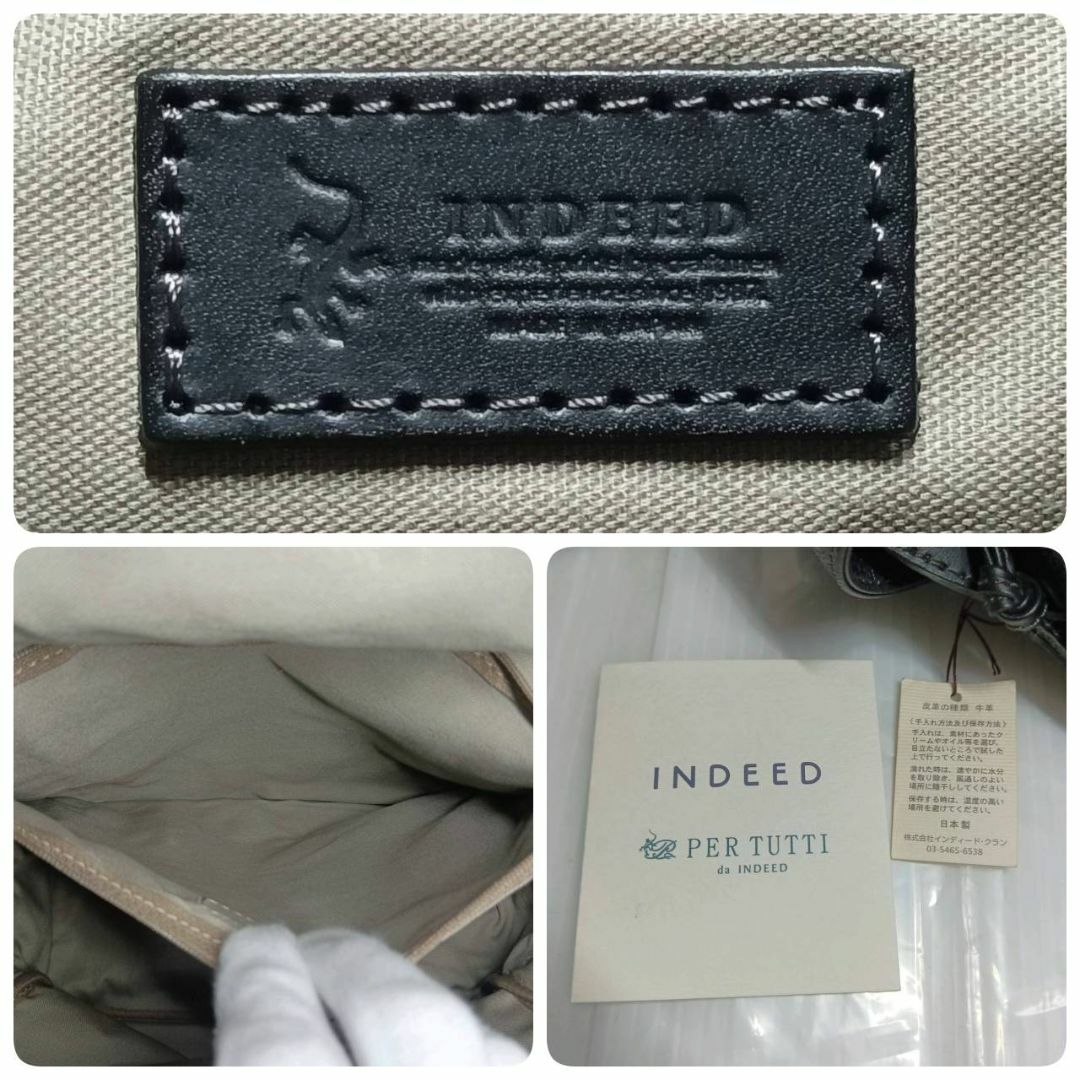 INDEED
INDEED
PER TUTTI
da INDEED
皮革の種類 牛革
〈手入れ方法及び保存方法〉
手入れは、素材にあったク
リームやオイル等を選び、
目立たないところで試した
上で行ってください。
濡れた時は、速やかに水分
を取り除き、風通しのよい
場所に陰干ししてください。
保存する時は、湿度の高い
場所を避けてください。
日本製
株式会社インディード・クラン
03-5465-6538